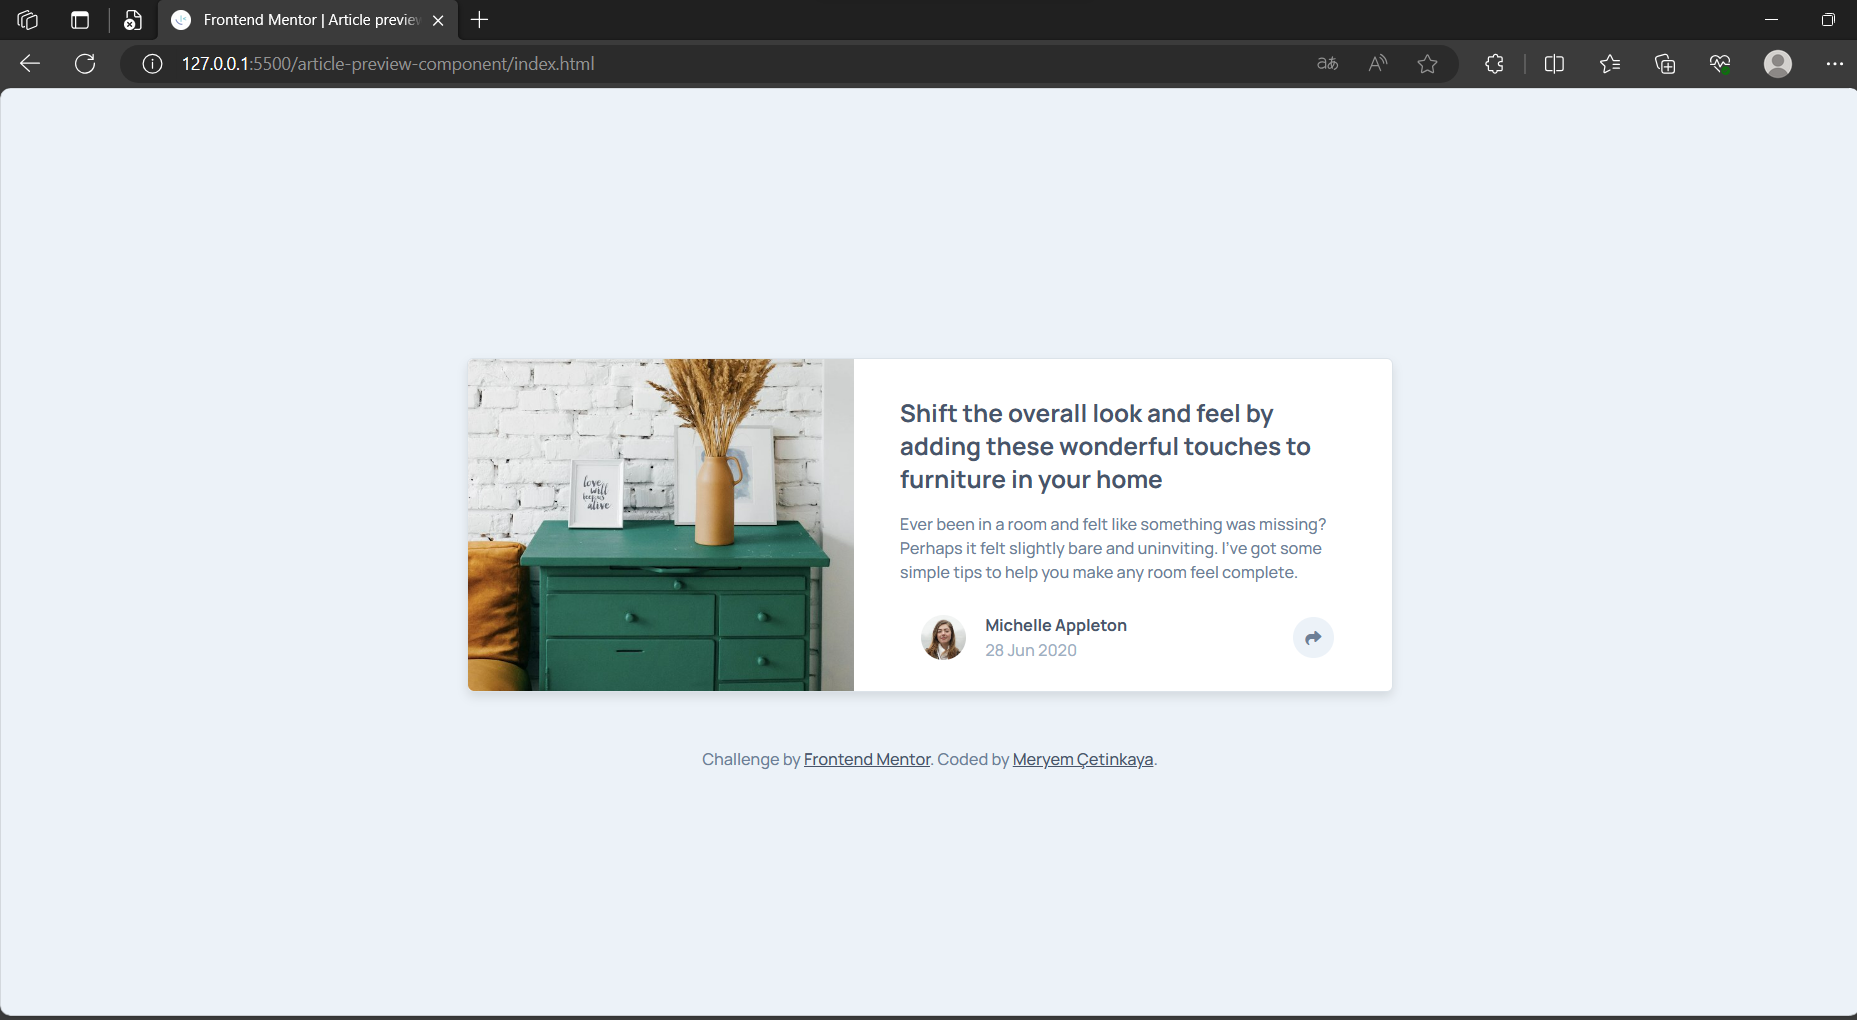 Frontend Mentor | Article preview
127.0.0.1:5500/article-preview-component/index.html
love
will
keep us
alive
Shift the overall look and feel by
adding these wonderful touches to
furniture in your home
Ever been in a room and felt like something was missing?
Perhaps it felt slightly bare and uninviting. I've got some
simple tips to help you make any room feel complete.
Michelle Appleton
28 Jun 2020
Challenge by Frontend Mentor. Coded by Meryem Çetinkaya.